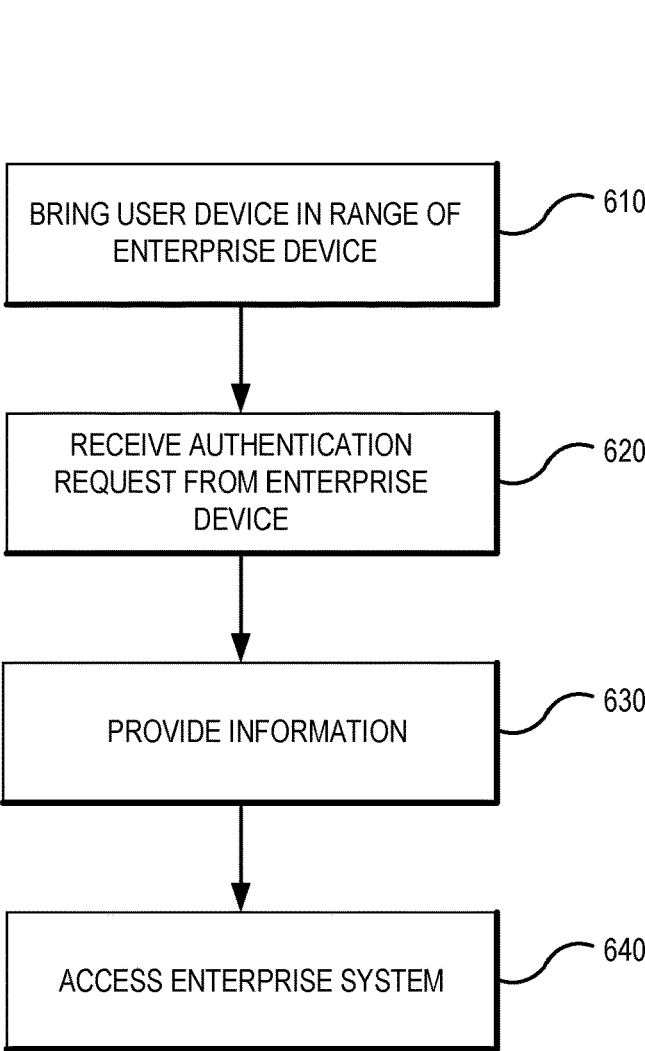 BRING USER DEVICE IN RANGE OF
ENTERPRISE DEVICE
610
RECEIVE AUTHENTICATION
REQUEST FROM ENTERPRISE
DEVICE
620
PROVIDE INFORMATION
630
ACCESS ENTERPRISE SYSTEM
640